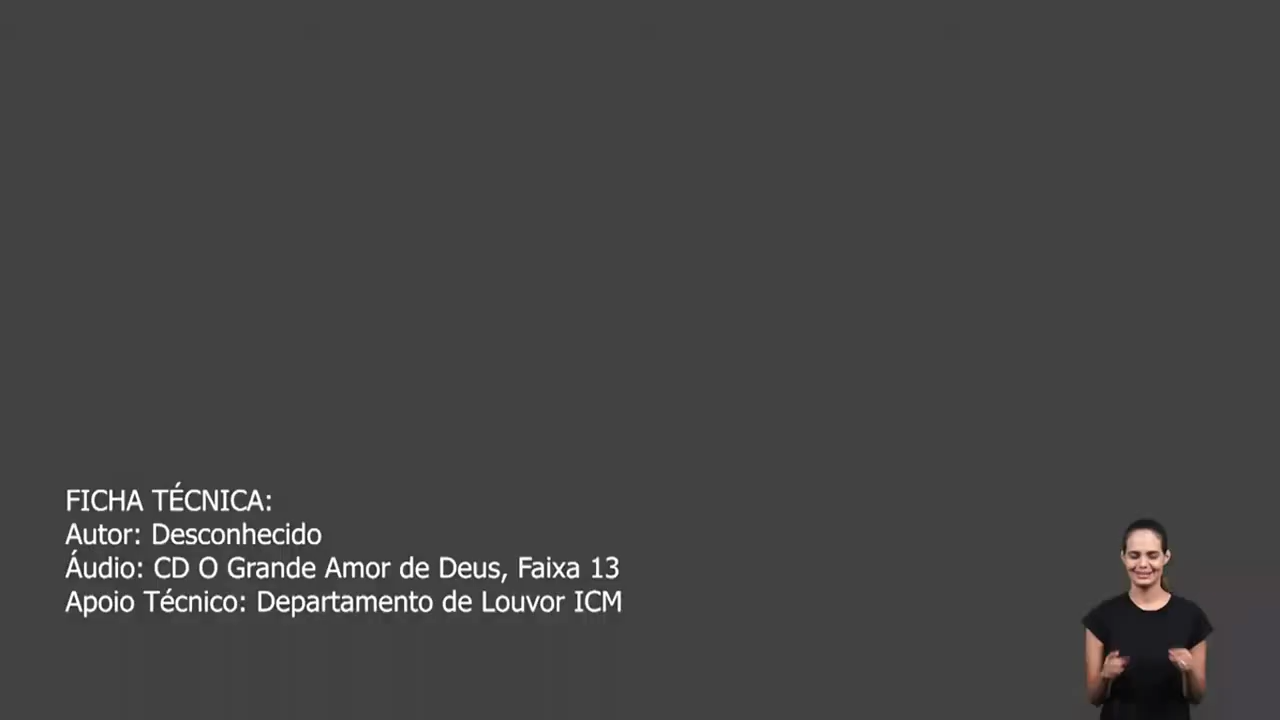 FICHA TÉCNICA:
Autor: Desconhecido
Áudio: CD O Grande Amor de Deus, Faixa 13
Apoio Técnico: Departamento de Louvor ICM